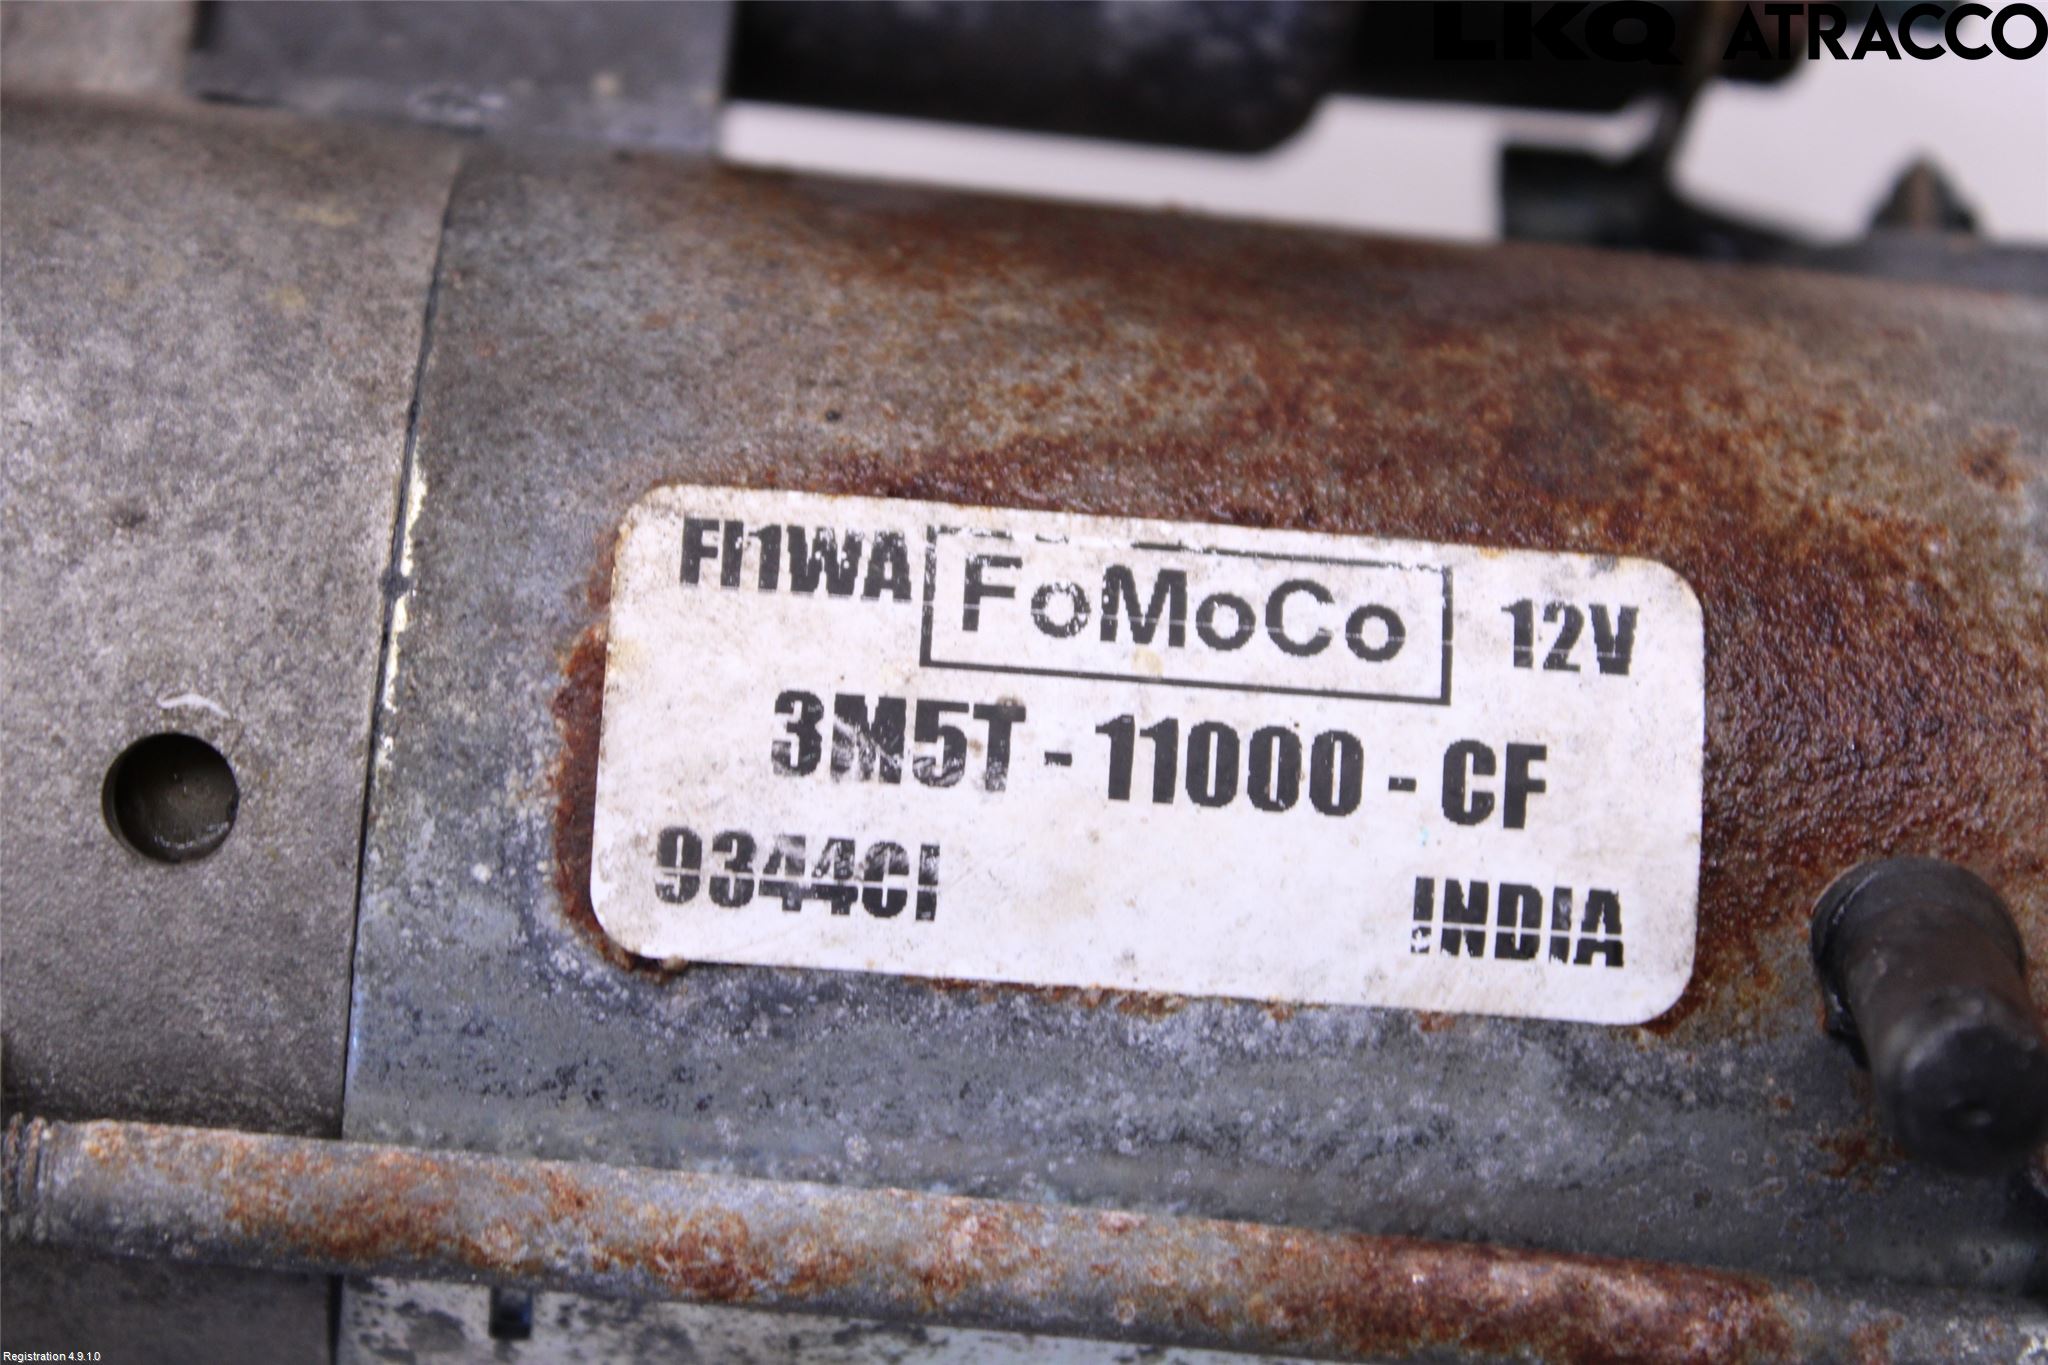 LKQ ATRACCO
FI1WA FoMoCo 12V
3M5T-11000-CF
9344CI
INDIA
Registration 4.9.1.0